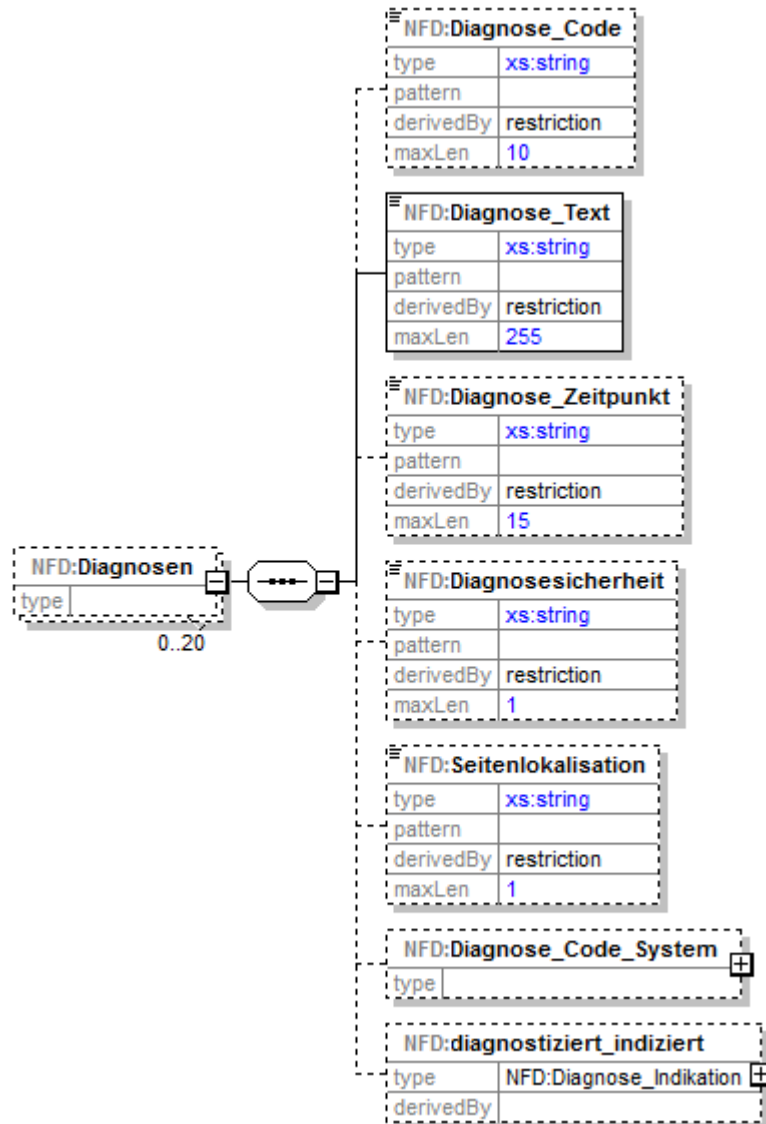 NFD:Diagnose_Code
type xs:string
pattern
derivedBy restriction
maxLen 10
NFD:Diagnose_Text
type xs:string
pattern
derivedBy restriction
maxLen 255
NFD:Diagnose_Zeitpunkt
type xs:string
pattern
derivedBy restriction
maxLen 15
NFD:Diagnosen
type
0..20
NFD:Diagnosesicherheit
type xs:string
pattern
derivedBy restriction
maxLen 1
NFD:Seitenlokalisation
type xs:string
pattern
derivedBy restriction
maxLen 1
NFD:Diagnose_Code_System
type
NFD:diagnostiziert_indiziert
type NFD:Diagnose_Indikation
derivedBy